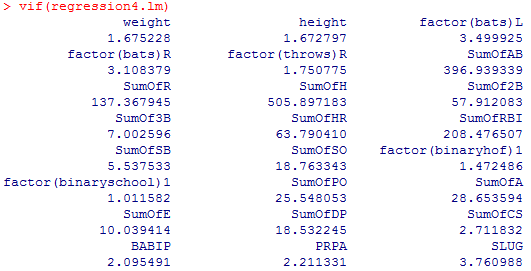 > vif(regression4.lm)
weight height factor(bats)L
1.675228 1.672797 3.499925
factor(bats)R factor(throws)R SumOfAB
3.108379 1.750775 396.939339
SumOfR SumOfH SumOf2B
137.367945 505.897183 57.912083
SumOf3B SumOfHR SumOfRBI
7.002596 63.790410 208.476507
SumOfSB SumOfSO factor(binaryhof)1
5.537533 18.763343 1.472486
factor(binaryschool)1 SumOfPO SumOfA
1.011582 25.548053 28.653594
SumOfE SumOfDP SumOfCS
10.039414 18.532245 2.711832
BABIP PRPA SLUG
2.095491 2.211331 3.760988